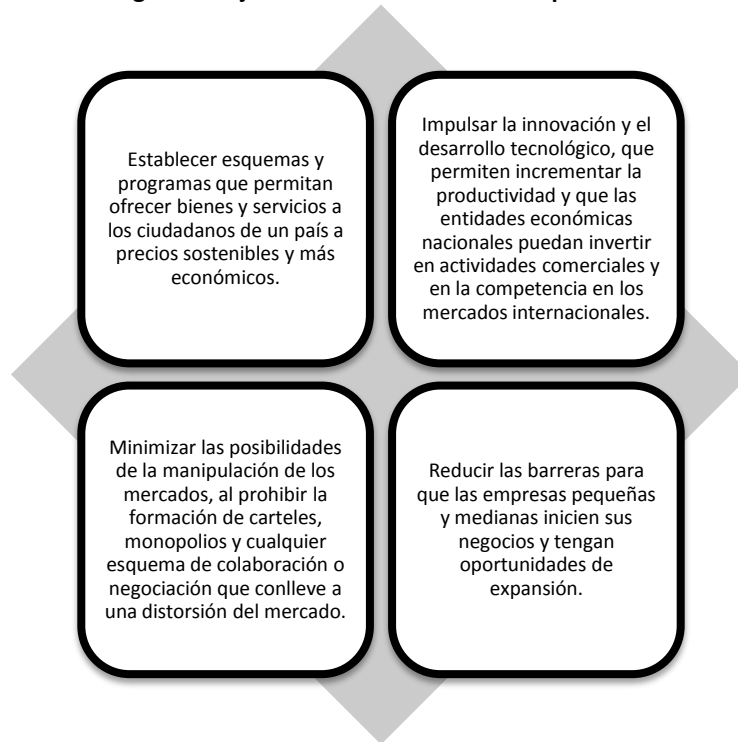 Establecer esquemas y
programas que permitan
ofrecer bienes y servicios a
los ciudadanos de un país a
precios sostenibles y más
económicos.
Impulsar la innovación y el
desarrollo tecnológico, que
permiten incrementar la
productividad y que las
entidades económicas
nacionales puedan invertir
en actividades comerciales y
en la competencia en los
mercados internacionales.
Minimizar las posibilidades
de la manipulación de los
mercados, al prohibir la
formación de carteles,
monopolios y cualquier
esquema de colaboración o
negociación que conlleve a
una distorsión del mercado.
Reducir las barreras para
que las empresas pequeñas
y medianas inicien sus
negocios y tengan
oportunidades de
expansión.